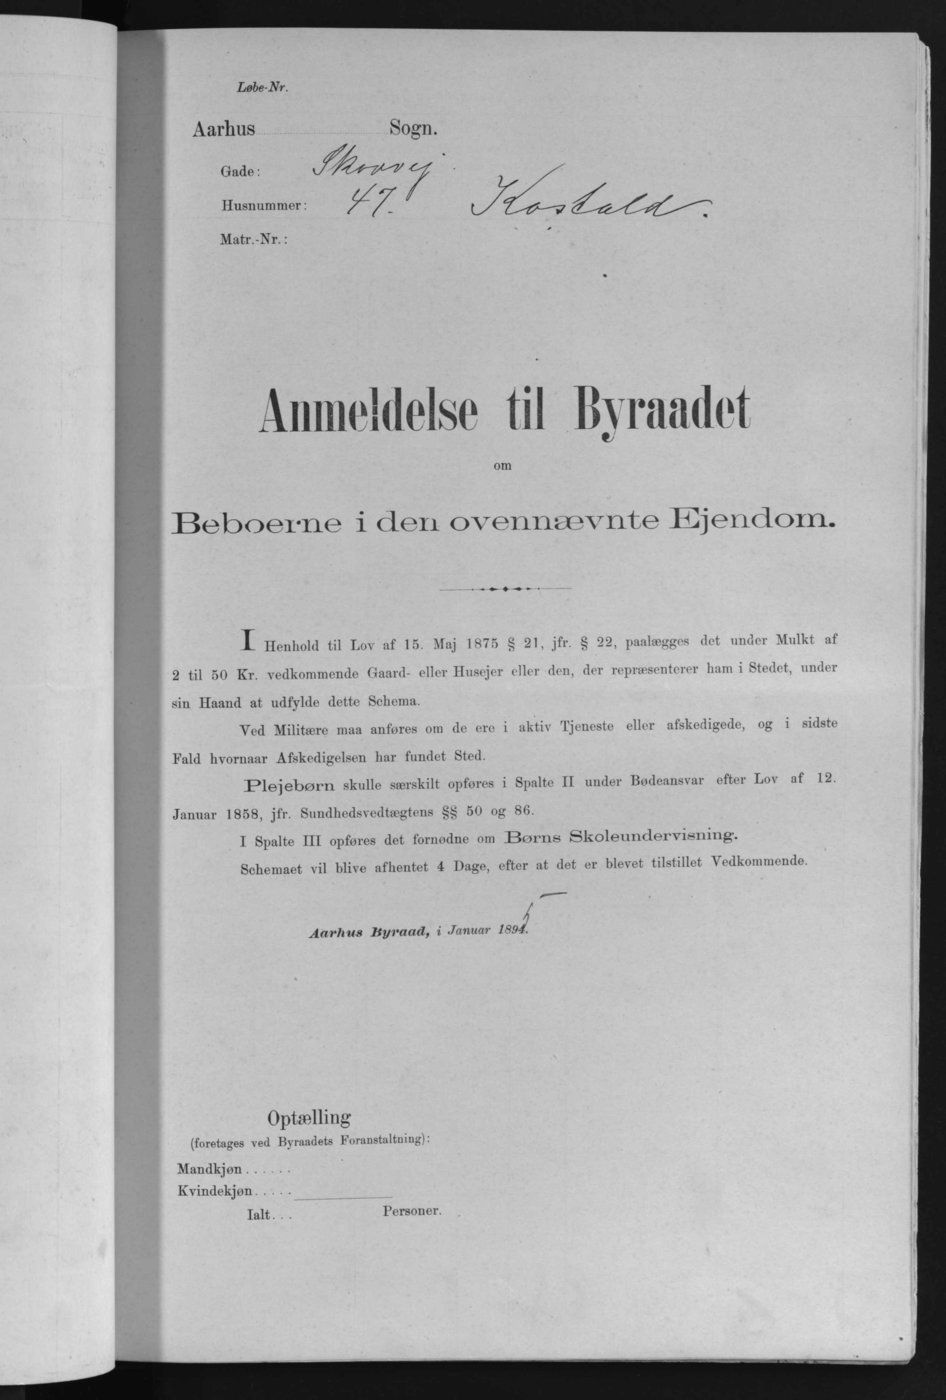 Løbe-Nr.
Aarhus Sogn.
Gade: Skovvej
Husnummer: 47. Kostald.
Matr.-Nr.:
Anmeldelse til Byraadet
om
Beboerne i den ovennævnte Ejendom.
I Henhold til Lov af 15. Maj 1875 § 21, jfr. § 22, paalægges det under Mulkt af
2 til 50 Kr. vedkommende Gaard- eller Husejer eller den, der repræsenterer ham i Stedet, under
sin Haand at udfylde dette Schema.
Ved Militære maa anføres om de ere i aktiv Tjeneste eller afskedigede, og i sidste
Fald hvornaar Afskedigelsen har fundet Sted.
Plejebørn skulle særskilt opføres i Spalte II under Bødeansvar efter Lov af 12.
Januar 1858, jfr. Sundhedsvedtægtens §§ 50 og 86.
I Spalte III opføres det fornødne om Børns Skoleundervisning.
Schemaet vil blive afhentet 4 Dage, efter at det er blevet tilstillet Vedkommende.
Aarhus Byraad, i Januar 1895.
Optælling
(foretages ved Byraadets Foranstaltning):
Mandkjøn . . . . . .
Kvindekjøn . . . . .
Ialt . . . Personer.